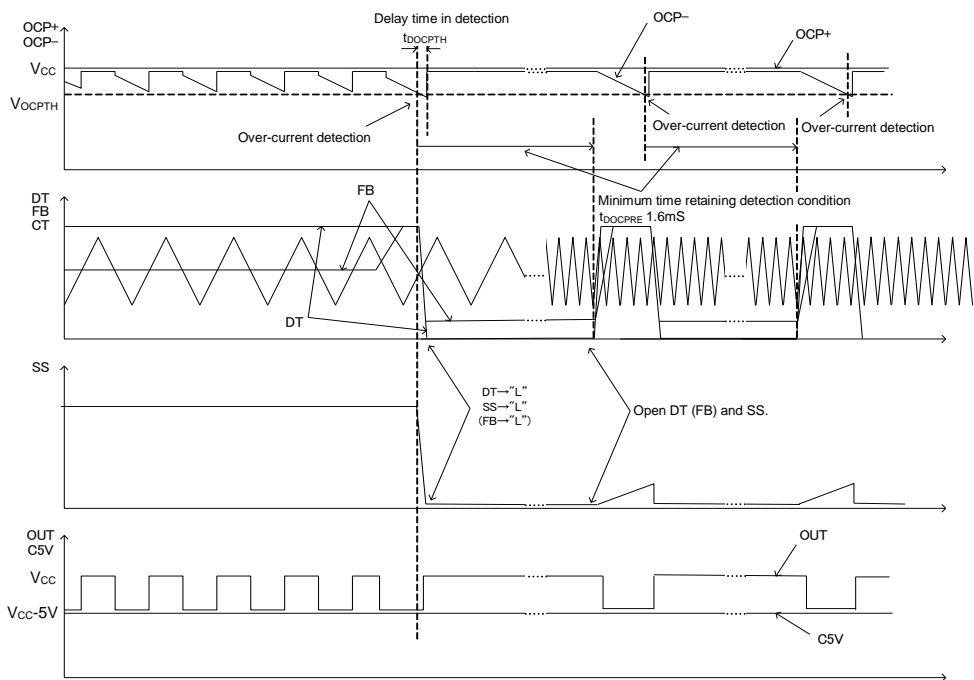 Delay time in detection
tDOCPTH
OCP+
OCP−
OCP−
OCP+
VCC
VOCPTH
Over-current detection
Over-current detection
Over-current detection
Minimum time retaining detection condition
tDOCPRE 1.6mS
DT
FB
CT
FB
DT
SS
DT→"L"
SS→"L"
(FB→"L")
Open DT (FB) and SS.
OUT
C5V
OUT
VCC
VCC-5V
C5V